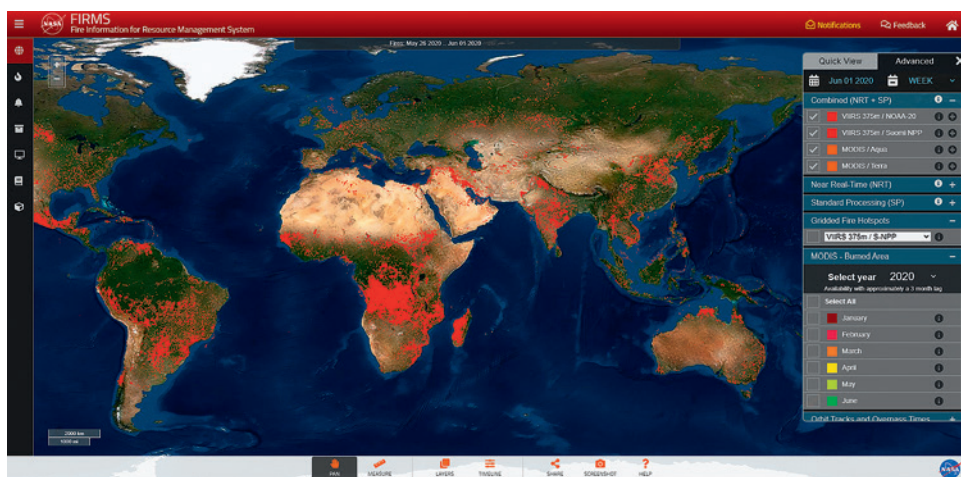 NASA
FIRMS
Fire Information for Resource Management System
Notifications
Feedback
Fires: May 26 2020 .. Jun 01 2020
+
−
Quick View Advanced X
Jun 01 2020 WEEK
Combined (NRT + SP) −
VIIRS 375m / NOAA-20
VIIRS 375m / Suomi NPP
MODIS / Aqua
MODIS / Terra
Near Real-Time (NRT) +
Standard Processing (SP) +
Gridded Fire Hotspots −
VIIRS 375m / S-NPP
MODIS - Burned Area −
Select year 2020
Availability with approximately a 3 month lag
Select All
January
February
March
April
May
June
Orbit Tracks and Overpass Times +
2000 km
1000 mi
PAN MEASURE LAYERS TIMELINE SHARE SCREENSHOT HELP
NASA